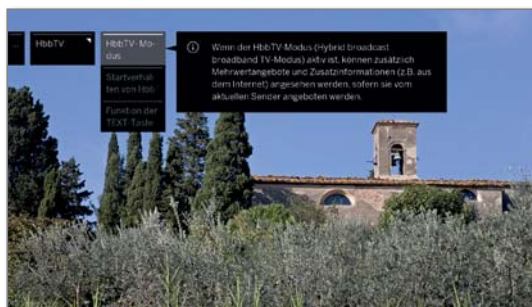 ...
HbbTV
HbbTV-Mo-
dus
Startverhal-
ten von Hbb
Funktion der
TEXT-Taste
Wenn der HbbTV-Modus (Hybrid broadcast
broadband TV-Modus) aktiv ist, können zusätzlich
Mehrwertangebote und Zusatzinformationen (z.B. aus
dem Internet) angesehen werden, sofern sie vom
aktuellen Sender angeboten werden.